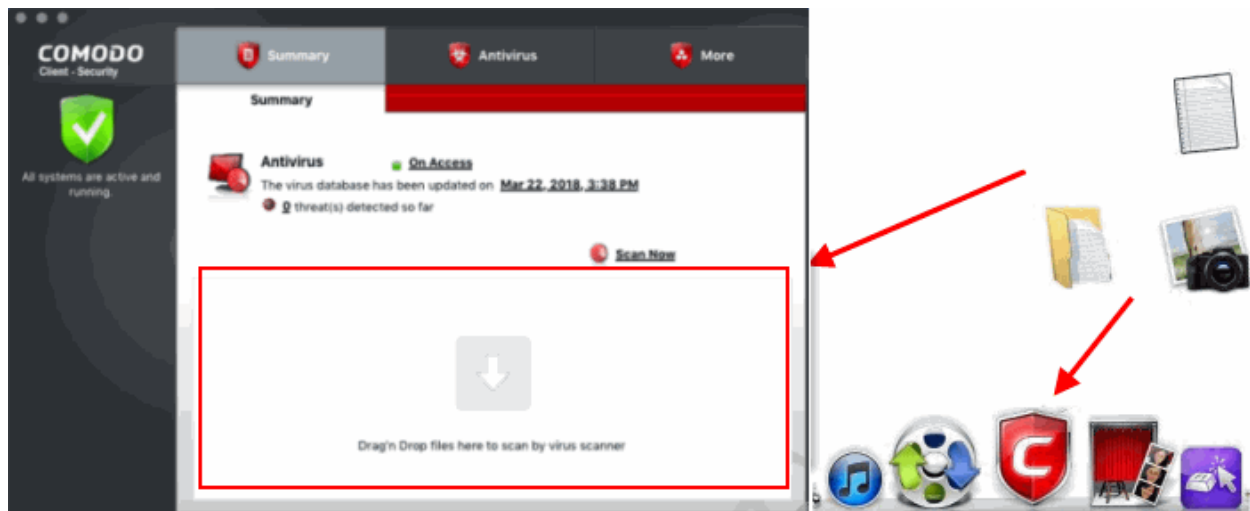 COMODO
Client - Security
Summary
Antivirus
More
Summary
All systems are active and
running.
Antivirus
On Access
The virus database has been updated on Mar 22, 2018, 3:38 PM
0 threat(s) detected so far
Scan Now
Drag'n Drop files here to scan by virus scanner
C